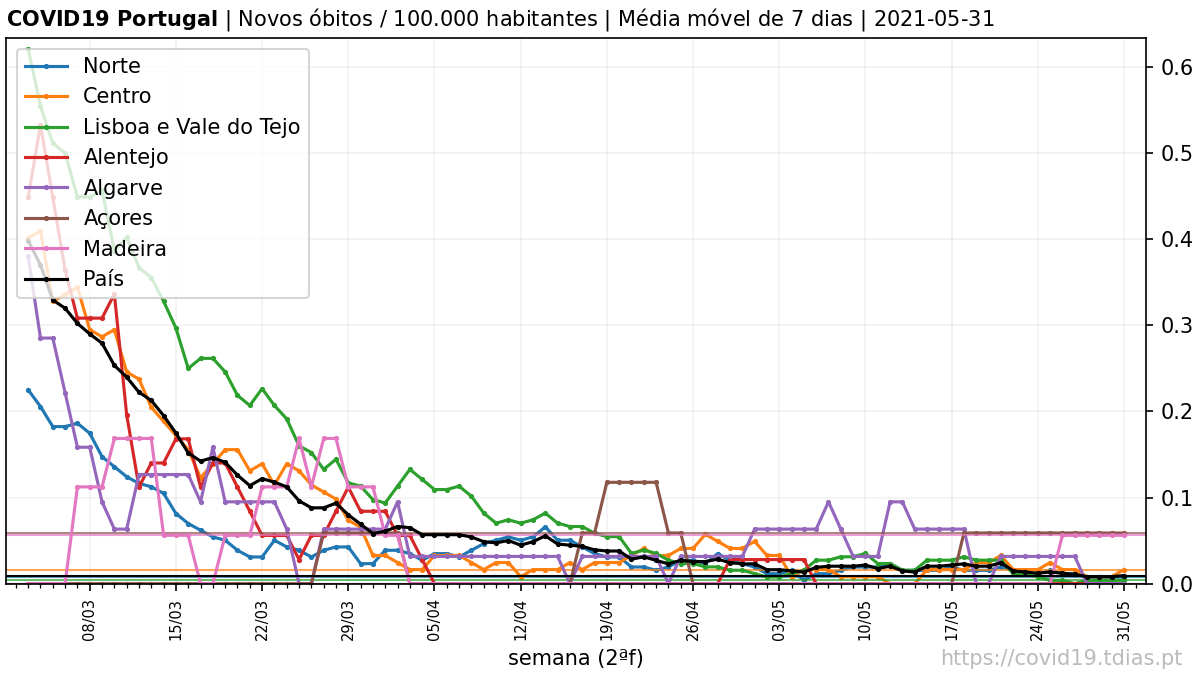 COVID19 Portugal | Novos óbitos / 100.000 habitantes | Média móvel de 7 dias | 2021-05-31
Norte
Centro
Lisboa e Vale do Tejo
Alentejo
Algarve
Açores
Madeira
País
0.6
0.5
0.4
0.3
0.2
0.1
0.0
08/03
15/03
22/03
29/03
05/04
12/04
19/04
26/04
03/05
10/05
17/05
24/05
31/05
semana (2ªf)
https://covid19.tdias.pt